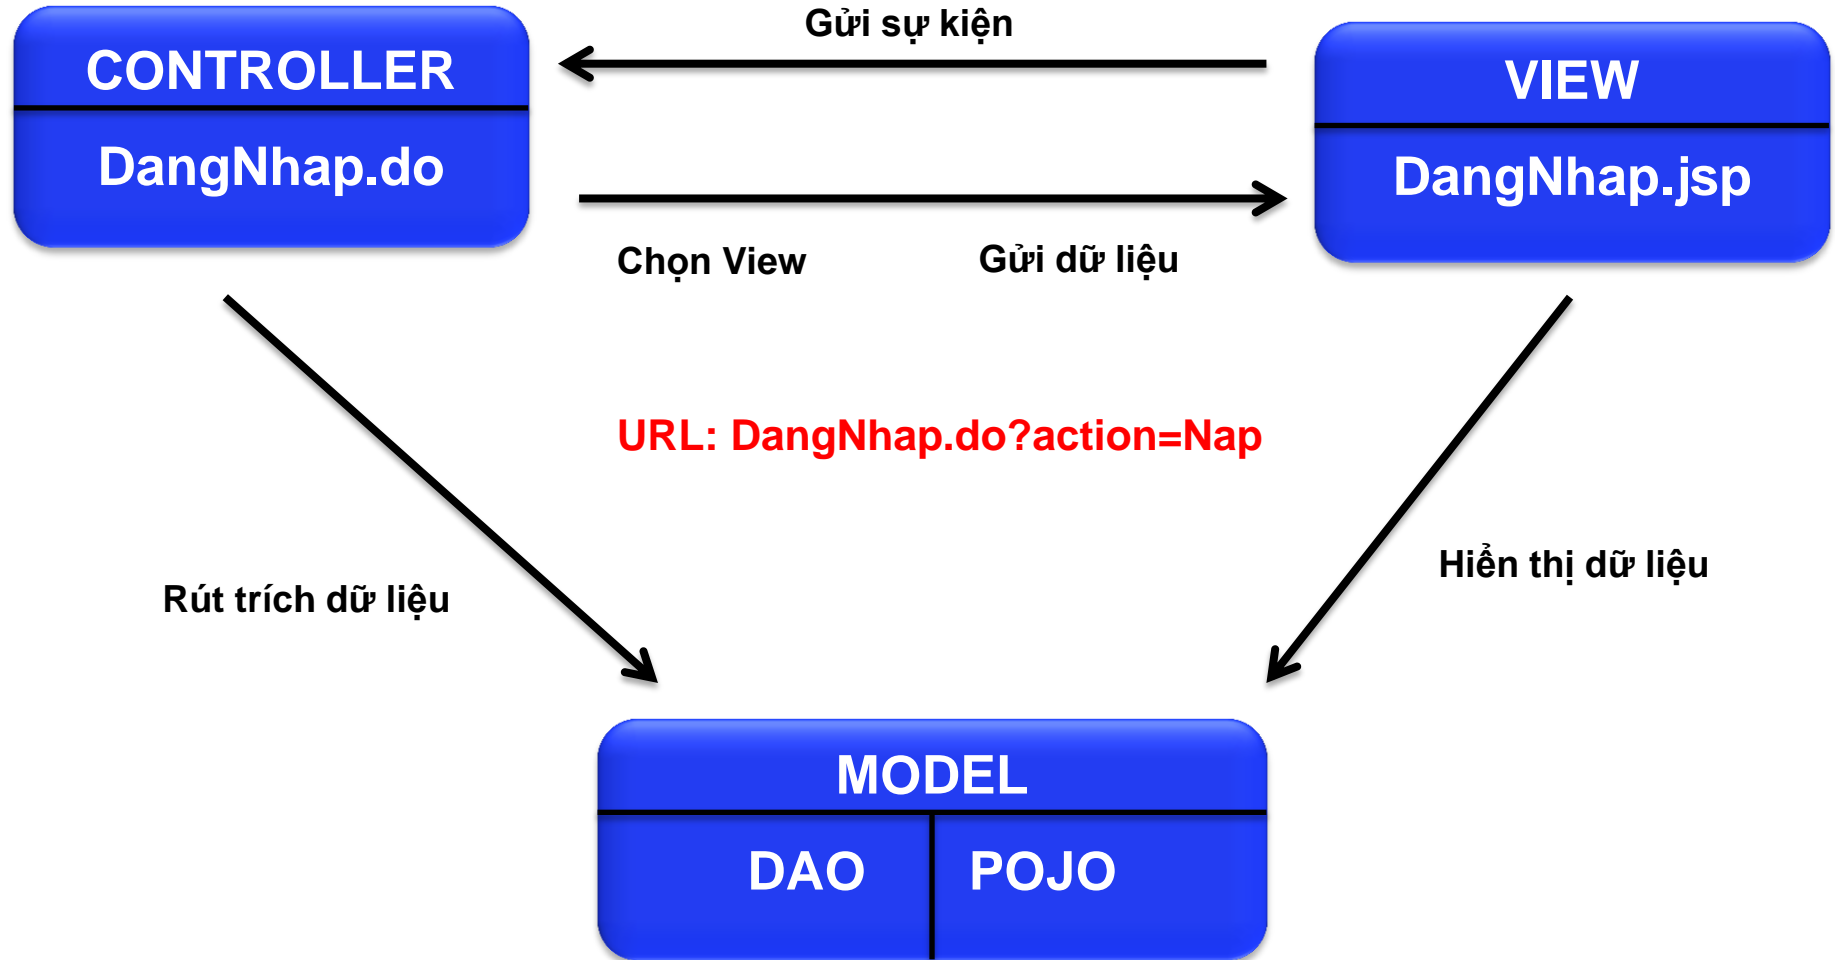 Gửi sự kiện
CONTROLLER
DangNhap.do
VIEW
DangNhap.jsp
Chọn View
Gửi dữ liệu
URL: DangNhap.do?action=Nap
Rút trích dữ liệu
Hiển thị dữ liệu
MODEL
DAO
POJO